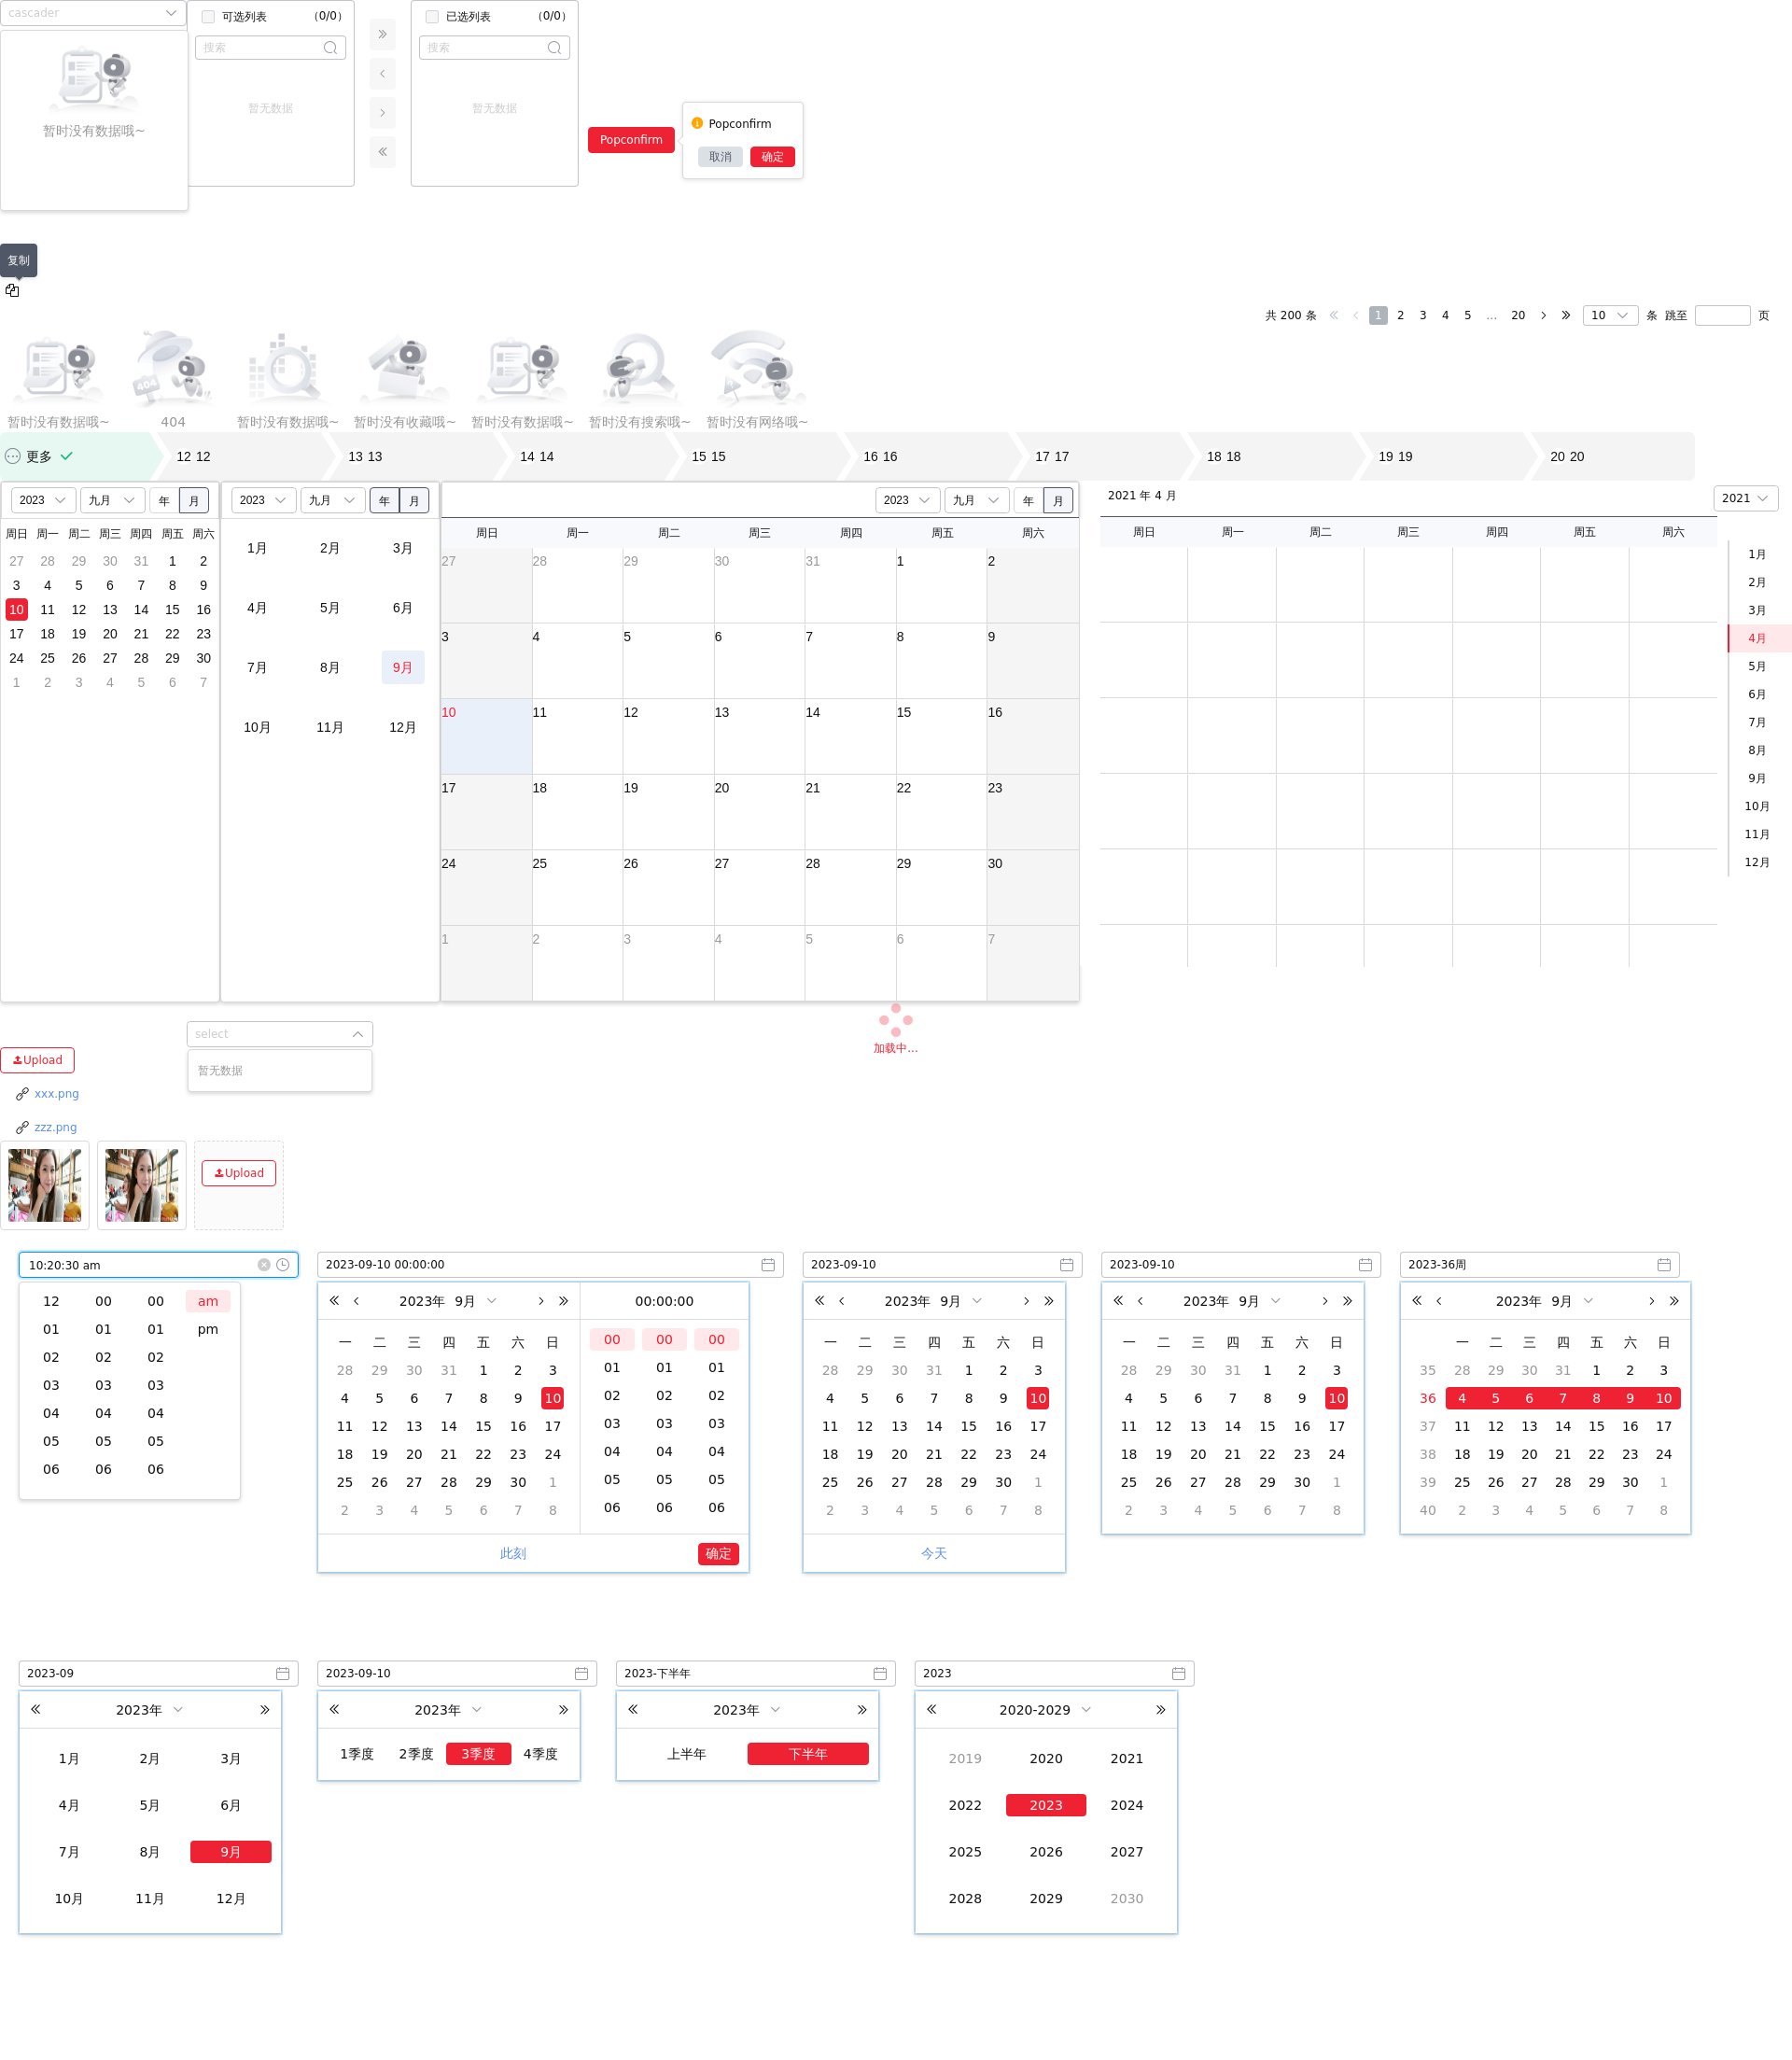 cascader
暂时没有数据哦~
可选列表 （0/0）
搜索
暂无数据
已选列表 （0/0）
搜索
暂无数据
Popconfirm
Popconfirm
取消 确定
复制
共 200 条 1 2 3 4 5 … 20 10 条 跳至 页
暂时没有数据哦~ 404 暂时没有数据哦~ 暂时没有收藏哦~ 暂时没有数据哦~ 暂时没有搜索哦~ 暂时没有网络哦~
更多 12 12 13 13 14 14 15 15 16 16 17 17 18 18 19 19 20 20
2023 九月 年 月
周日 周一 周二 周三 周四 周五 周六
27 28 29 30 31 1 2
3 4 5 6 7 8 9
10 11 12 13 14 15 16
17 18 19 20 21 22 23
24 25 26 27 28 29 30
1 2 3 4 5 6 7
2023 九月 年 月
1月 2月 3月
4月 5月 6月
7月 8月 9月
10月 11月 12月
2023 九月 年 月
周日 周一 周二 周三 周四 周五 周六
27 28 29 30 31 1 2
3 4 5 6 7 8 9
10 11 12 13 14 15 16
17 18 19 20 21 22 23
24 25 26 27 28 29 30
1 2 3 4 5 6 7
2021 年 4 月 2021
周日 周一 周二 周三 周四 周五 周六
1月
2月
3月
4月
5月
6月
7月
8月
9月
10月
11月
12月
加载中...
select
暂无数据
Upload
xxx.png
zzz.png
Upload
10:20:30 am
12 00 00 am
01 01 01 pm
02 02 02
03 03 03
04 04 04
05 05 05
06 06 06
2023-09-10 00:00:00
2023年 9月 00:00:00
一 二 三 四 五 六 日
28 29 30 31 1 2 3
4 5 6 7 8 9 10
11 12 13 14 15 16 17
18 19 20 21 22 23 24
25 26 27 28 29 30 1
2 3 4 5 6 7 8
00 00 00
01 01 01
02 02 02
03 03 03
04 04 04
05 05 05
06 06 06
此刻 确定
2023-09-10
2023年 9月
一 二 三 四 五 六 日
28 29 30 31 1 2 3
4 5 6 7 8 9 10
11 12 13 14 15 16 17
18 19 20 21 22 23 24
25 26 27 28 29 30 1
2 3 4 5 6 7 8
今天
2023-09-10
2023年 9月
一 二 三 四 五 六 日
28 29 30 31 1 2 3
4 5 6 7 8 9 10
11 12 13 14 15 16 17
18 19 20 21 22 23 24
25 26 27 28 29 30 1
2 3 4 5 6 7 8
2023-36周
2023年 9月
一 二 三 四 五 六 日
35 28 29 30 31 1 2 3
36 4 5 6 7 8 9 10
37 11 12 13 14 15 16 17
38 18 19 20 21 22 23 24
39 25 26 27 28 29 30 1
40 2 3 4 5 6 7 8
2023-09
2023年
1月 2月 3月
4月 5月 6月
7月 8月 9月
10月 11月 12月
2023-09-10
2023年
1季度 2季度 3季度 4季度
2023-下半年
2023年
上半年 下半年
2023
2020-2029
2019 2020 2021
2022 2023 2024
2025 2026 2027
2028 2029 2030